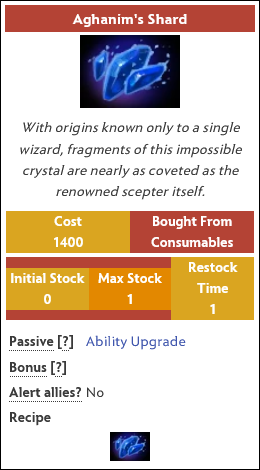 Aghanim's Shard
With origins known only to a single
wizard, fragments of this impossible
crystal are nearly as coveted as the
renowned scepter itself.
Cost
1400
Bought From
Consumables
Initial Stock
0
Max Stock
1
Restock
Time
1
Passive [?] Ability Upgrade
Bonus [?]
Alert allies? No
Recipe